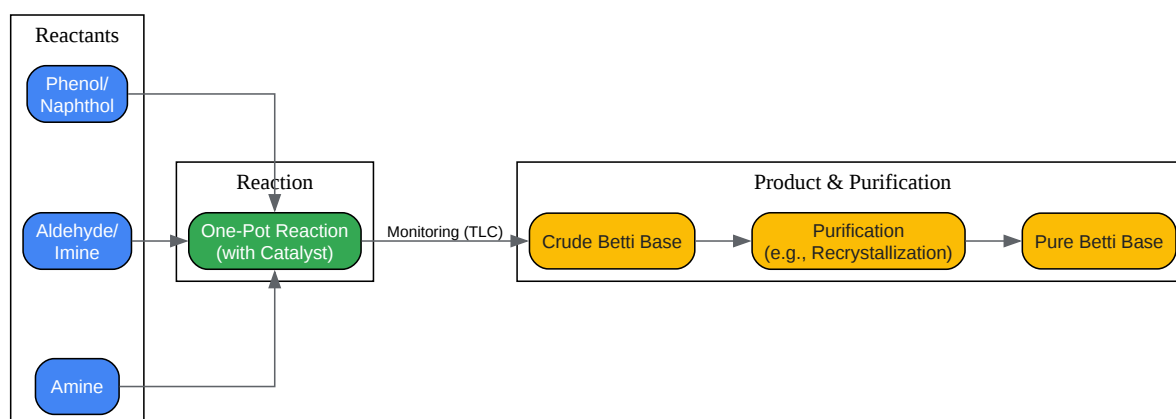 Reactants
Phenol/
Naphthol
Aldehyde/
Imine
Amine
Reaction
One-Pot Reaction
(with Catalyst)
Monitoring (TLC)
Product & Purification
Crude Betti Base
Purification
(e.g., Recrystallization)
Pure Betti Base